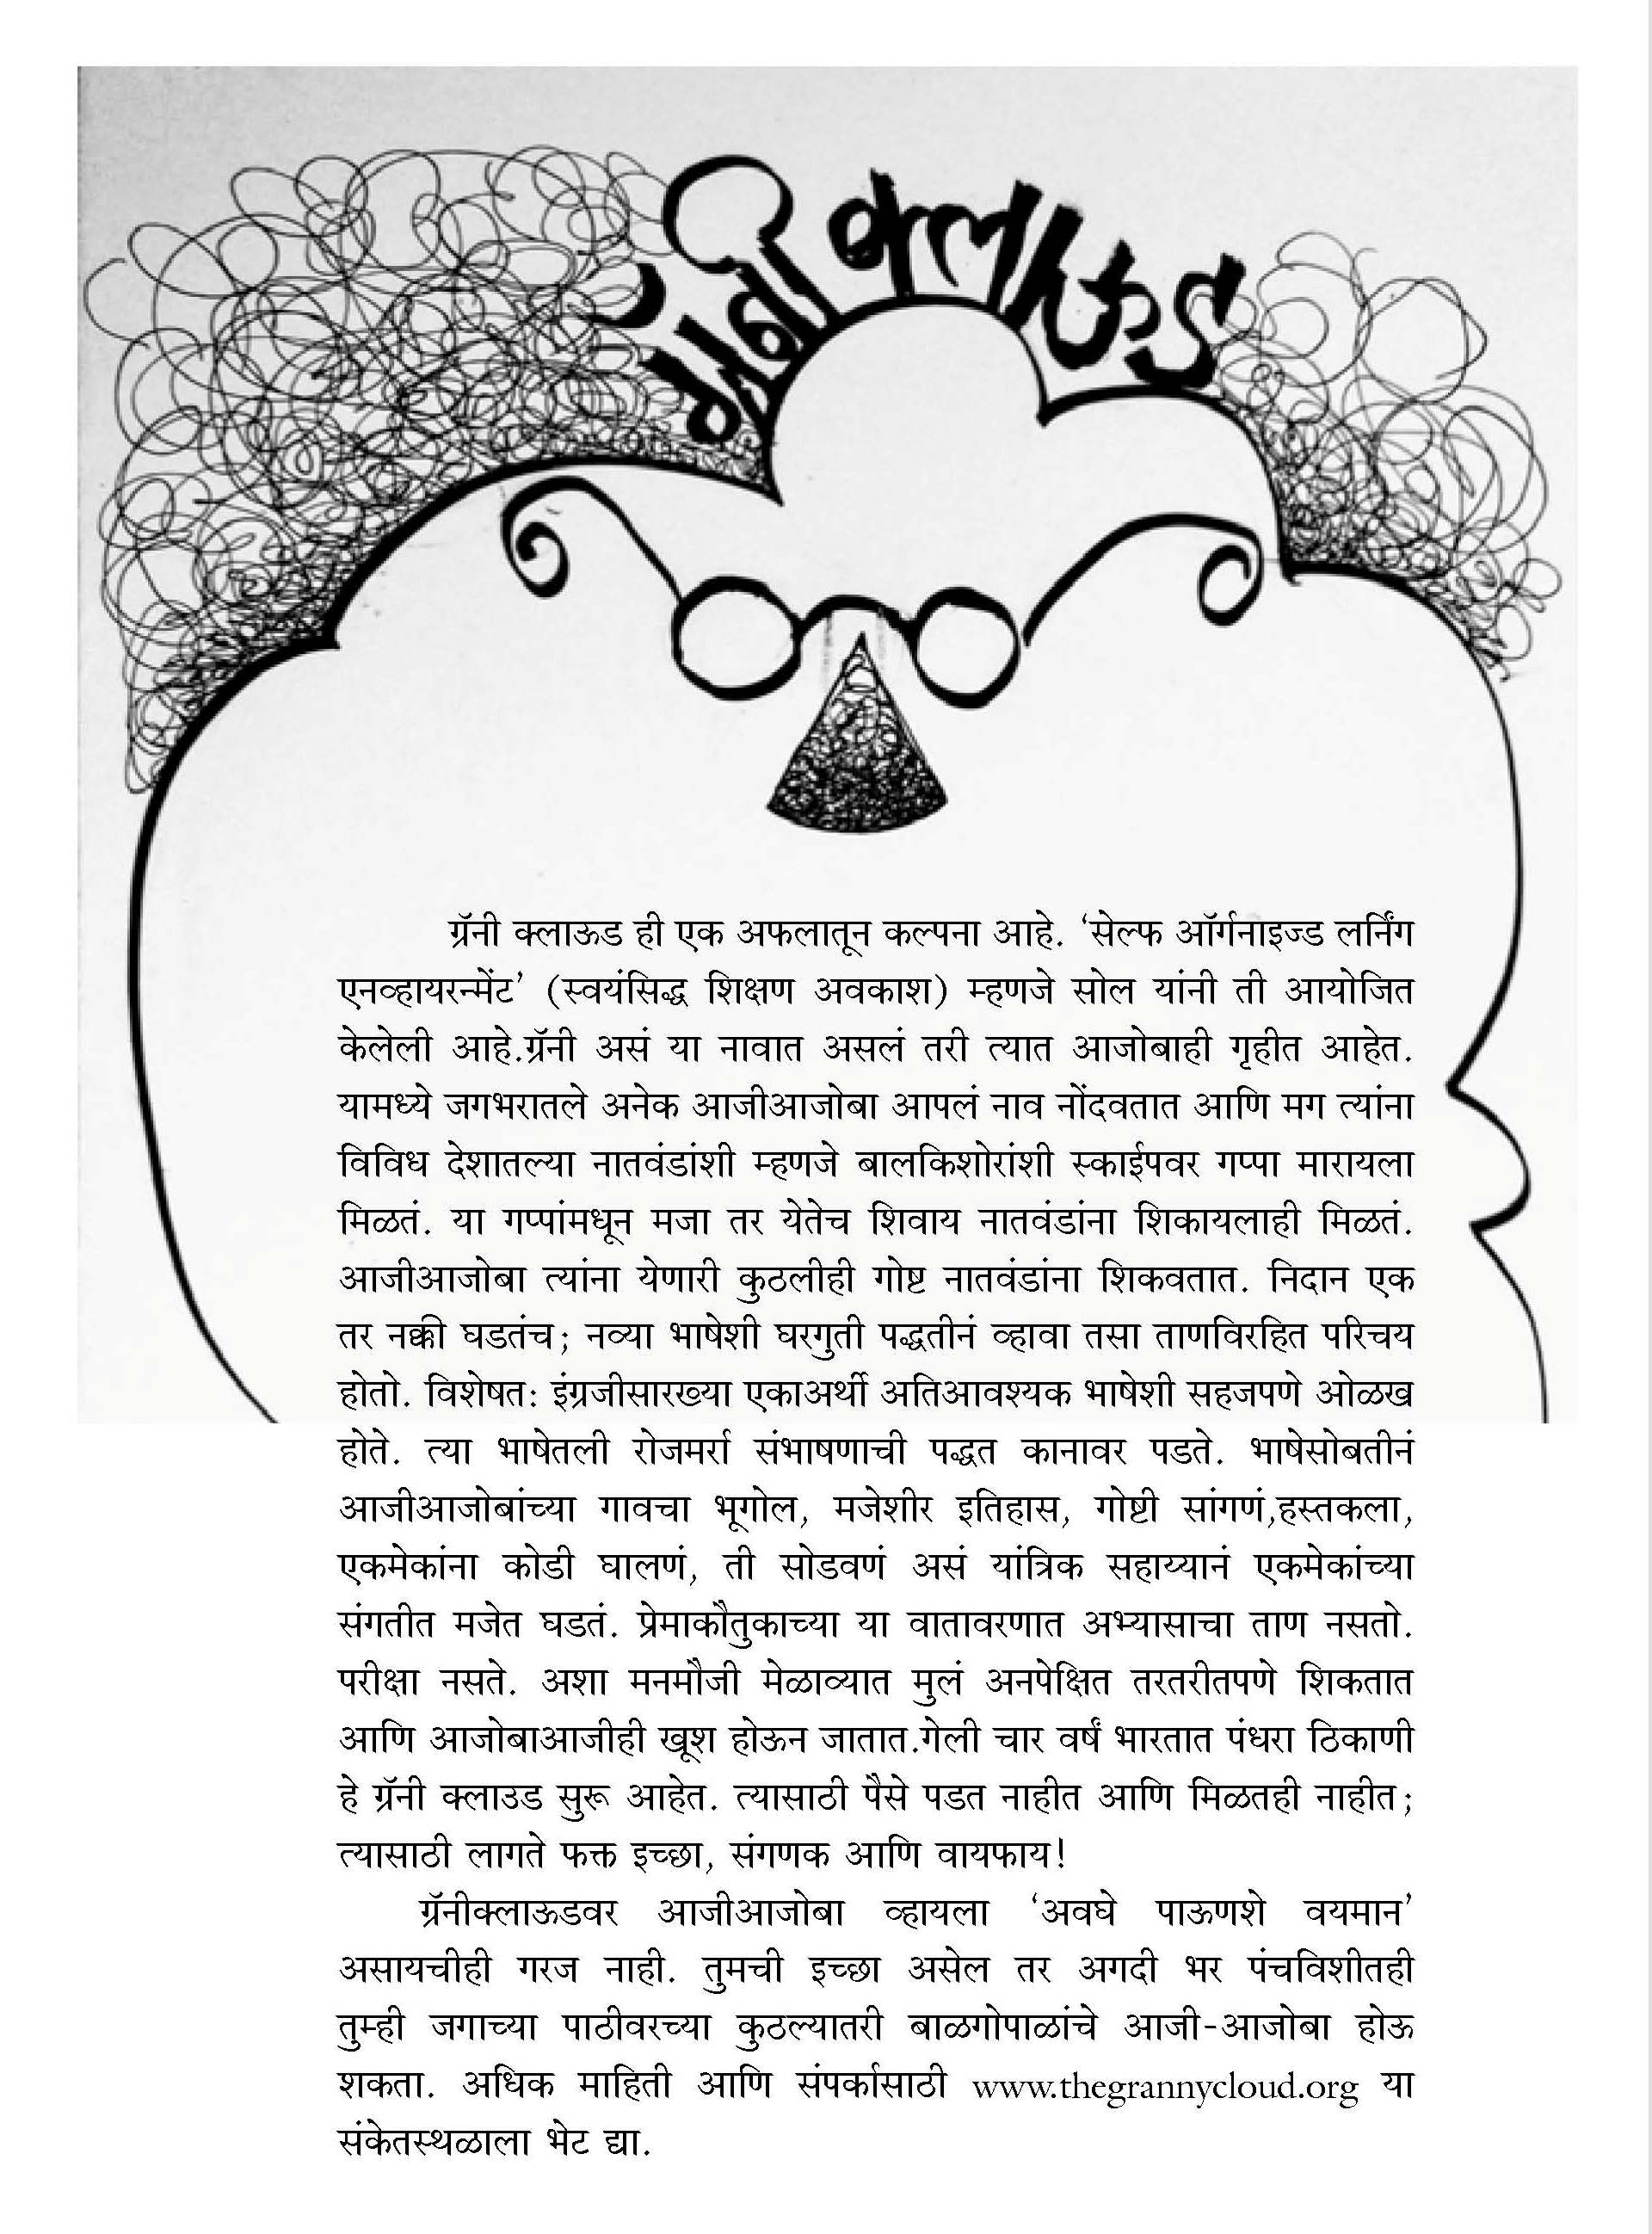 ग्रॅनी क्लाऊड
ग्रॅनी क्लाऊड ही एक अफलातून कल्पना आहे. ‘सेल्फ ऑर्गनाइज्ड लर्निंग
एनव्हायरन्मेंट’ (स्वयंसिद्ध शिक्षण अवकाश) म्हणजे सोल यांनी ती आयोजित
केलेली आहे.ग्रॅनी असं या नावात असलं तरी त्यात आजोबाही गृहीत आहेत.
यामध्ये जगभरातले अनेक आजीआजोबा आपलं नाव नोंदवतात आणि मग त्यांना
विविध देशातल्या नातवंडांशी म्हणजे बालकिशोरांशी स्काईपवर गप्पा मारायला
मिळतं. या गप्पांमधून मजा तर येतेच शिवाय नातवंडांना शिकायलाही मिळतं.
आजीआजोबा त्यांना येणारी कुठलीही गोष्ट नातवंडांना शिकवतात. निदान एक
तर नक्की घडतंच; नव्या भाषेशी घरगुती पद्धतीनं व्हावा तसा ताणविरहित परिचय
होतो. विशेषतः इंग्रजीसारख्या एकाअर्थी अतिआवश्यक भाषेशी सहजपणे ओळख
होते. त्या भाषेतली रोजमर्रा संभाषणाची पद्धत कानावर पडते. भाषेसोबतीनं
आजीआजोबांच्या गावचा भूगोल, मजेशीर इतिहास, गोष्टी सांगणं,हस्तकला,
एकमेकांना कोडी घालणं, ती सोडवणं असं यांत्रिक सहाय्यानं एकमेकांच्या
संगतीत मजेत घडतं. प्रेमाकौतुकाच्या या वातावरणात अभ्यासाचा ताण नसतो.
परीक्षा नसते. अशा मनमौजी मेळाव्यात मुलं अनपेक्षित तरतरीतपणे शिकतात
आणि आजोबाआजीही खूश होऊन जातात.गेली चार वर्षं भारतात पंधरा ठिकाणी
हे ग्रॅनी क्लाउड सुरू आहेत. त्यासाठी पैसे पडत नाहीत आणि मिळतही नाहीत;
त्यासाठी लागते फक्त इच्छा, संगणक आणि वायफाय!
ग्रॅनीक्लाऊडवर आजीआजोबा व्हायला ‘अवघे पाऊणशे वयमान’
असायचीही गरज नाही. तुमची इच्छा असेल तर अगदी भर पंचविशीतही
तुम्ही जगाच्या पाठीवरच्या कुठल्यातरी बाळगोपाळांचे आजी-आजोबा होऊ
शकता. अधिक माहिती आणि संपर्कासाठी www.thegrannycloud.org या
संकेतस्थळाला भेट द्या.